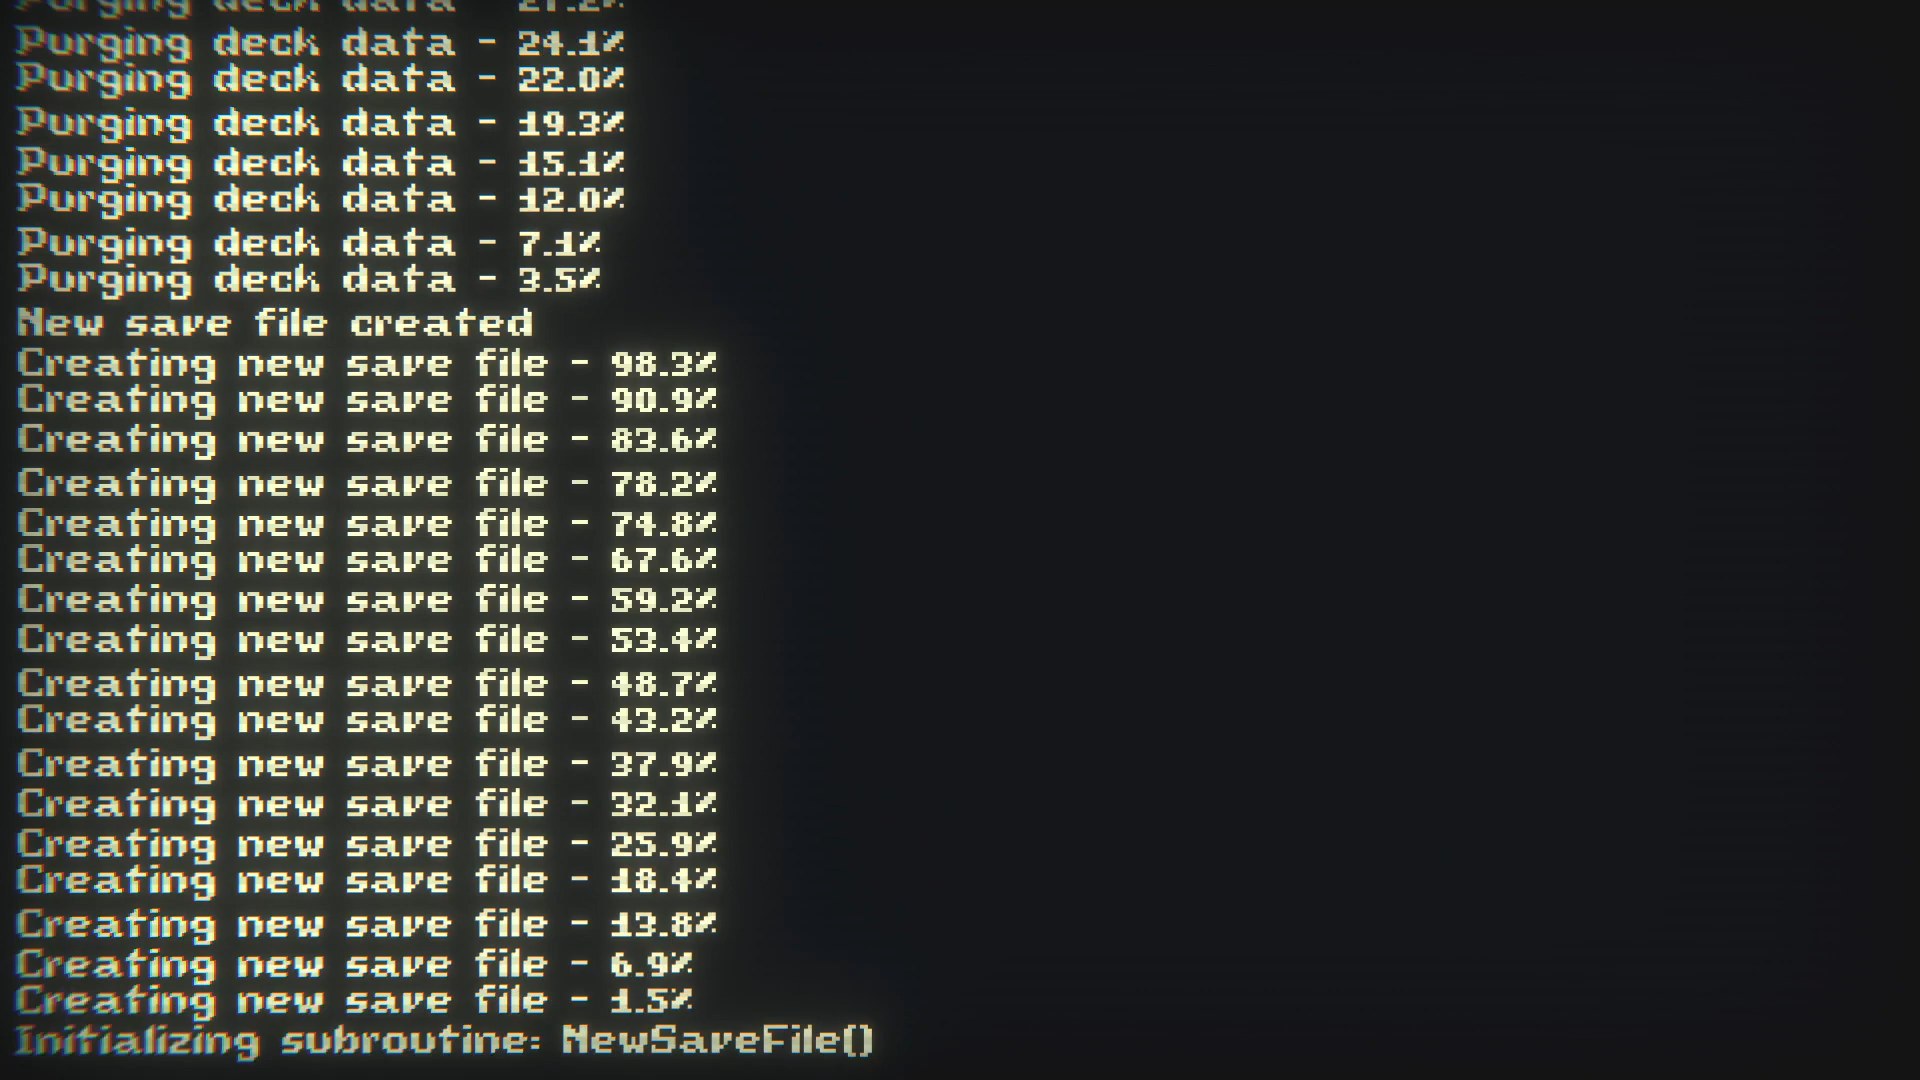 Purging deck data - 27.2%
Purging deck data - 24.1%
Purging deck data - 22.0%
Purging deck data - 19.3%
Purging deck data - 15.1%
Purging deck data - 12.0%
Purging deck data - 7.1%
Purging deck data - 3.5%
New save file created
Creating new save file - 98.3%
Creating new save file - 90.9%
Creating new save file - 83.6%
Creating new save file - 78.2%
Creating new save file - 74.8%
Creating new save file - 67.6%
Creating new save file - 59.2%
Creating new save file - 53.4%
Creating new save file - 48.7%
Creating new save file - 43.2%
Creating new save file - 37.9%
Creating new save file - 32.1%
Creating new save file - 25.9%
Creating new save file - 18.4%
Creating new save file - 13.8%
Creating new save file - 6.9%
Creating new save file - 1.5%
Initializing subroutine: NewSaveFile()